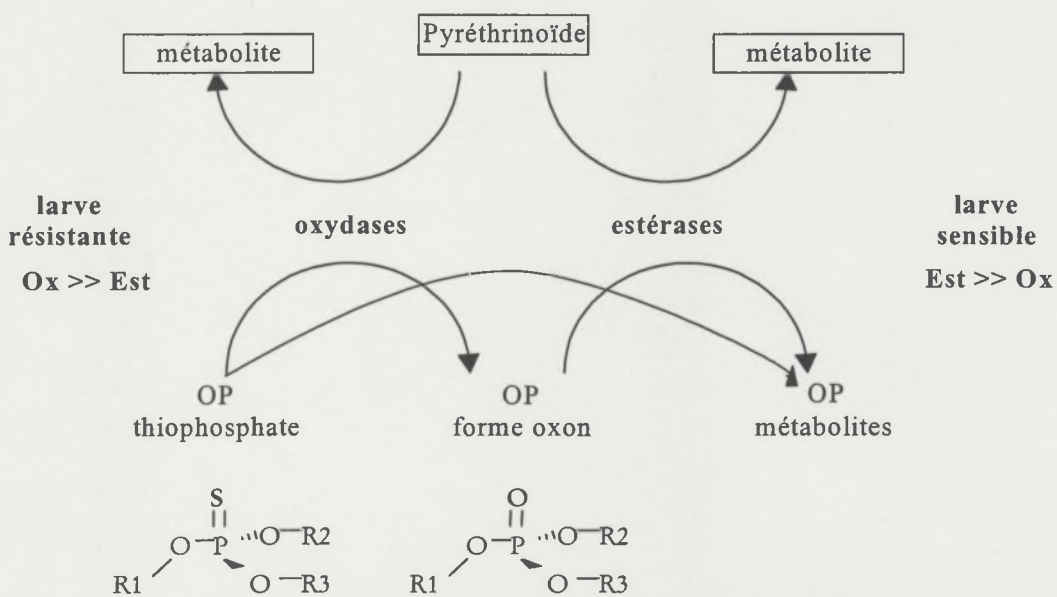 Pyréthrinoïde
métabolite
métabolite
larve
résistante
Ox >> Est
oxydases
estérases
larve
sensible
Est >> Ox
OP
thiophosphate
OP
forme oxon
OP
métabolites
S
O
O P O R2
O P O R2
R1 O R3
R1 O R3